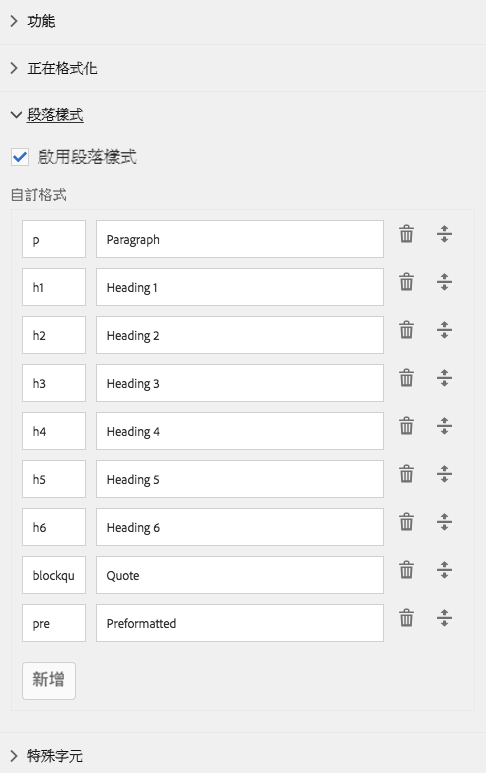 功能
正在格式化
段落樣式
啟用段落樣式
自訂格式
p Paragraph
h1 Heading 1
h2 Heading 2
h3 Heading 3
h4 Heading 4
h5 Heading 5
h6 Heading 6
blockqu Quote
pre Preformatted
新增
特殊字元